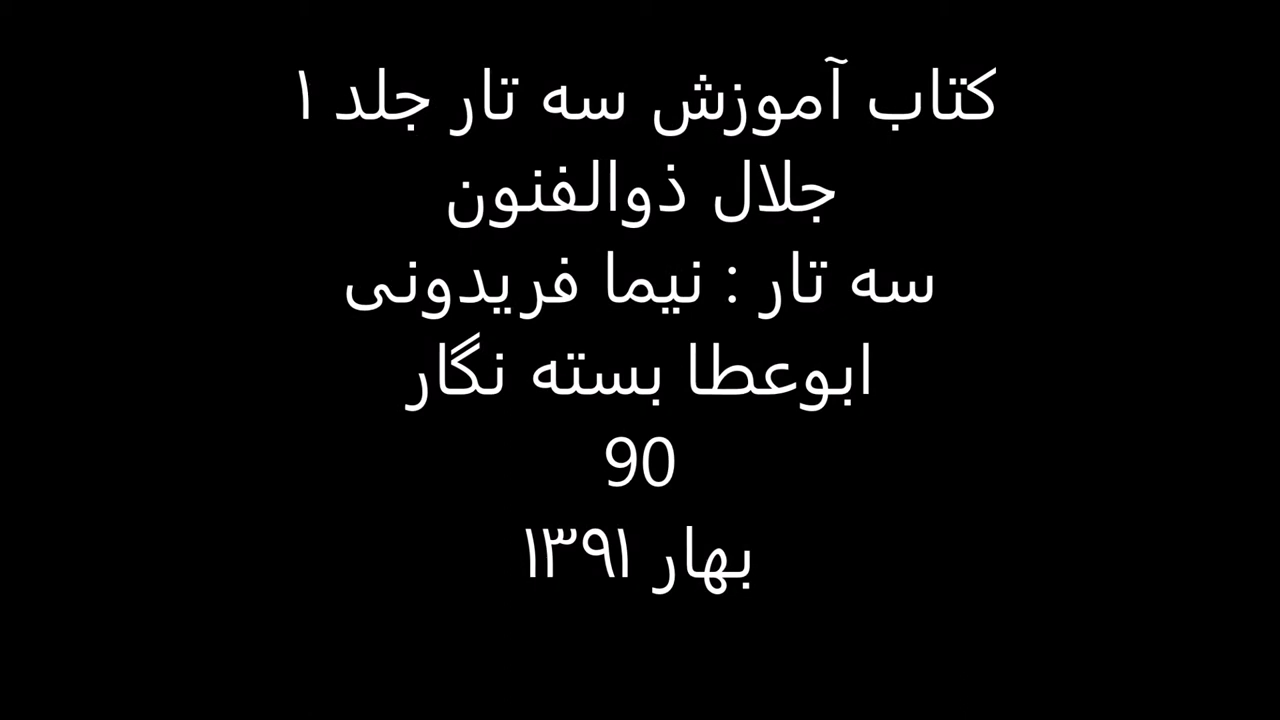 کتاب آموزش سه تار جلد ۱
جلال ذوالفنون
سه تار : نیما فریدونی
ابوعطا بسته نگار
90
بهار ۱۳۹۱